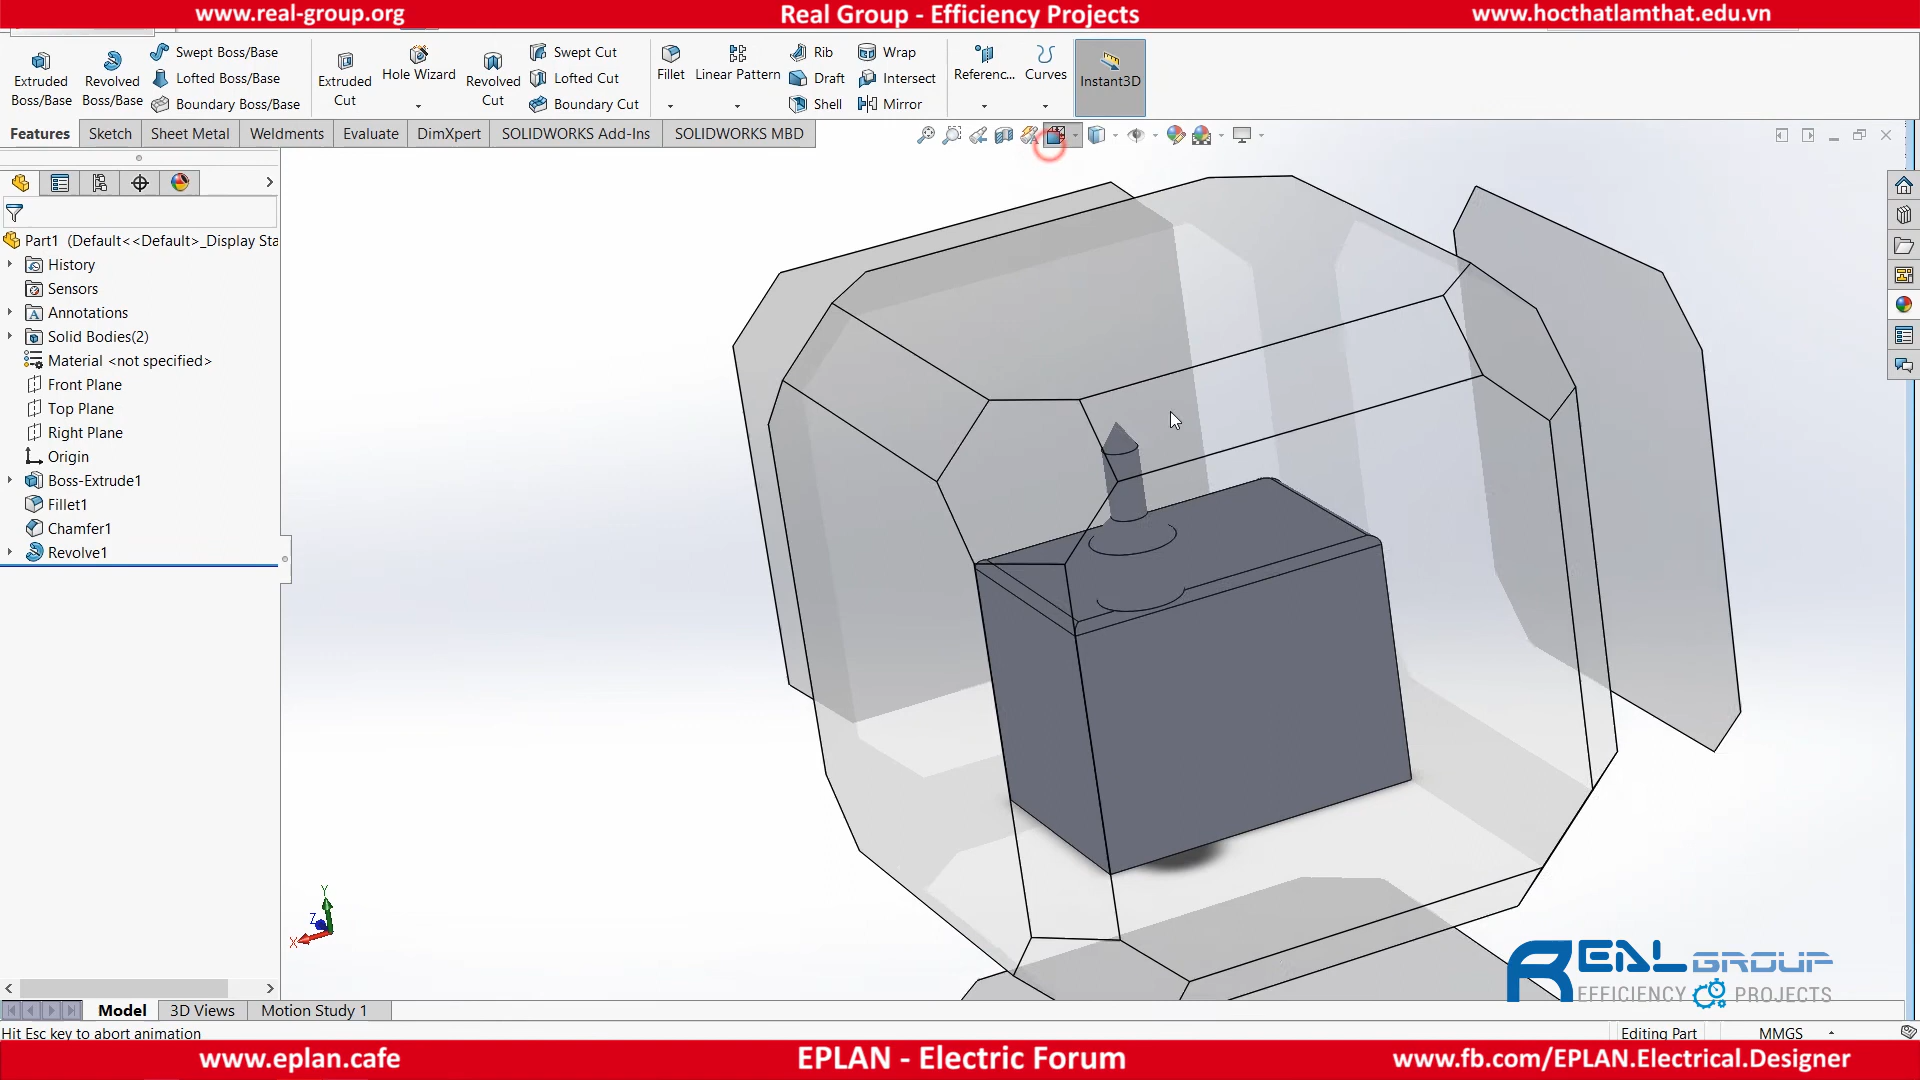 www.real-group.org
Real Group - Efficiency Projects
www.hocthatlamthat.edu.vn
Extruded Boss/Base
Revolved Boss/Base
Swept Boss/Base
Lofted Boss/Base
Boundary Boss/Base
Extruded Cut
Hole Wizard
Revolved Cut
Swept Cut
Lofted Cut
Boundary Cut
Fillet
Linear Pattern
Rib
Draft
Shell
Wrap
Intersect
Mirror
Referenc...
Curves
Instant3D
Features
Sketch
Sheet Metal
Weldments
Evaluate
DimXpert
SOLIDWORKS Add-Ins
SOLIDWORKS MBD
Part1 (Default<<Default>_Display Sta
History
Sensors
Annotations
Solid Bodies(2)
Material <not specified>
Front Plane
Top Plane
Right Plane
Origin
Boss-Extrude1
Fillet1
Chamfer1
Revolve1
Y
Z
X
REAL GROUP
EFFICIENCY PROJECTS
Model
3D Views
Motion Study 1
Hit Esc key to abort animation
Editing Part
MMGS
www.eplan.cafe
EPLAN - Electric Forum
www.fb.com/EPLAN.Electrical.Designer